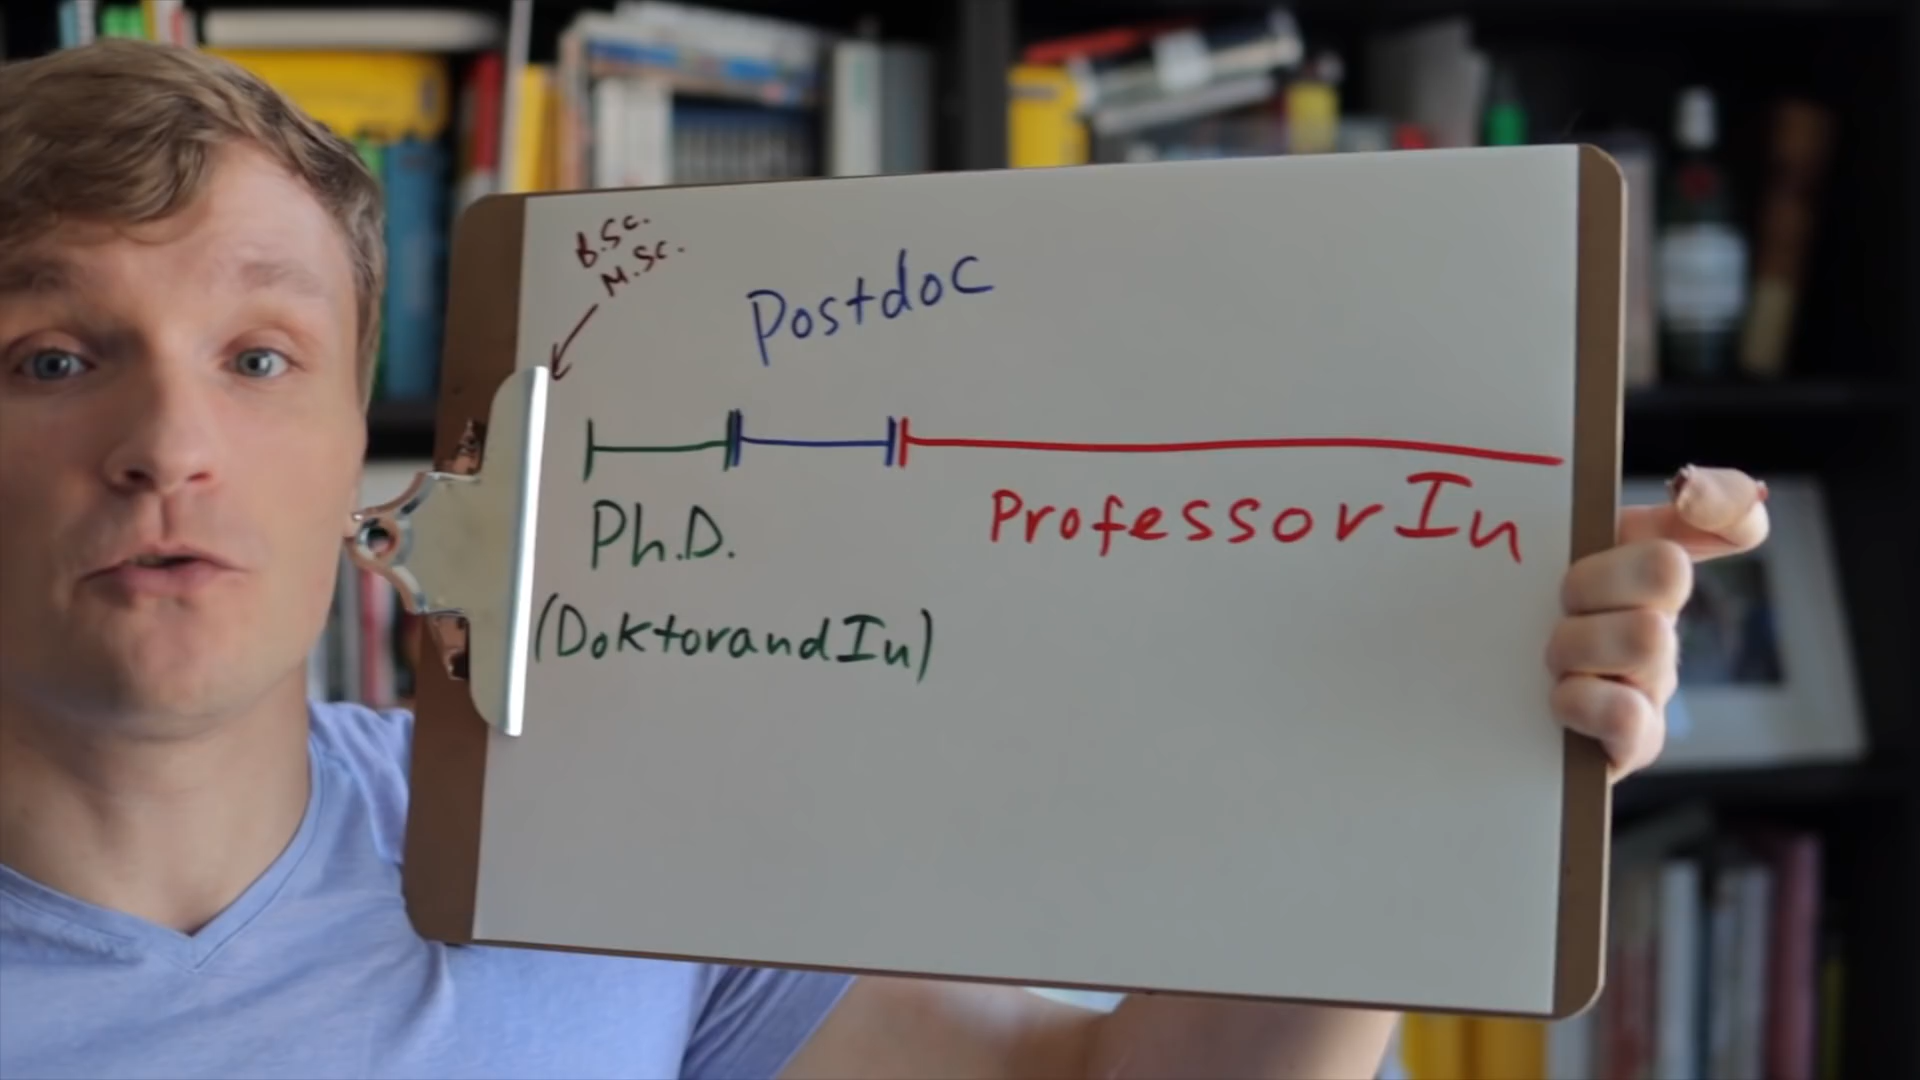 B.Sc.
M.Sc.
Postdoc
Ph.D.
ProfessorIn
(DoktorandIn)